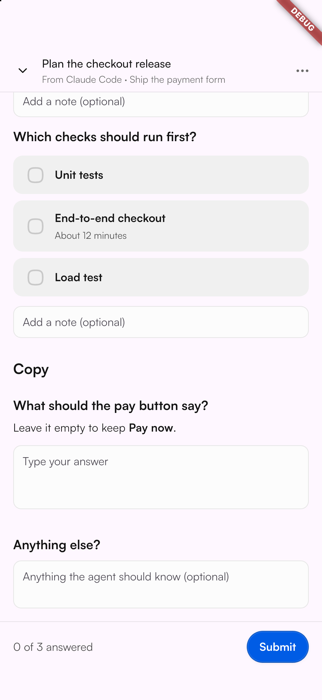 DEBUG
Plan the checkout release
From Claude Code · Ship the payment form
Add a note (optional)
Which checks should run first?
Unit tests
End-to-end checkout
About 12 minutes
Load test
Add a note (optional)
Copy
What should the pay button say?
Leave it empty to keep Pay now.
Type your answer
Anything else?
Anything the agent should know (optional)
0 of 3 answered
Submit